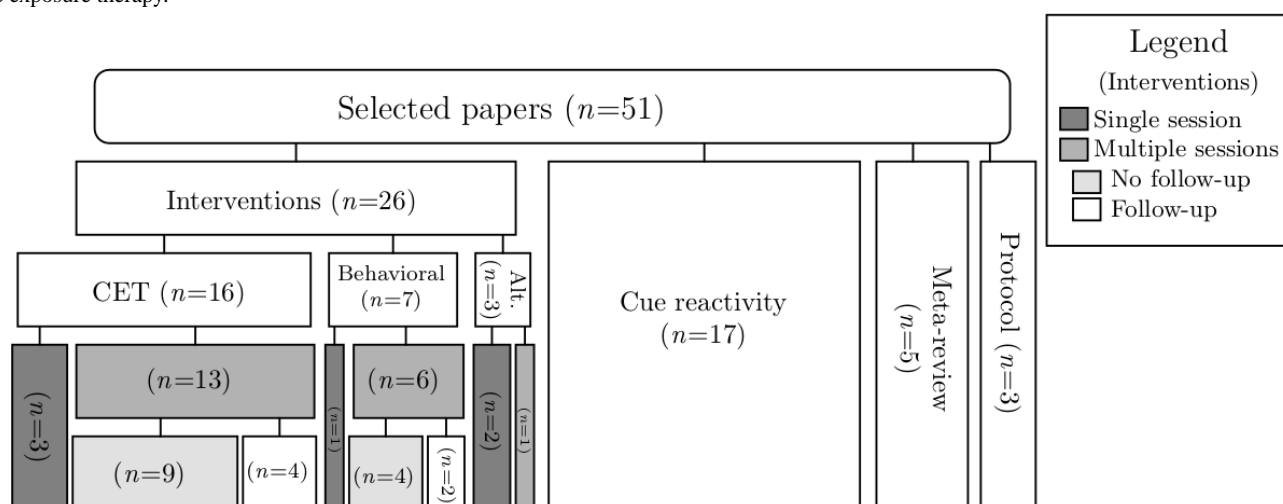 exposure therapy.
Legend
(Interventions)
Single session
Multiple sessions
No follow-up
Follow-up
Selected papers (n=51)
Interventions (n=26)
CET (n=16)
Behavioral
(n=7)
Alt.
(n=3)
Cue reactivity
(n=17)
Meta-review
(n=5)
Protocol (n=3)
(n=3)
(n=13)
(n=1)
(n=6)
(n=2)
(n=1)
(n=9)
(n=4)
(n=4)
(n=2)